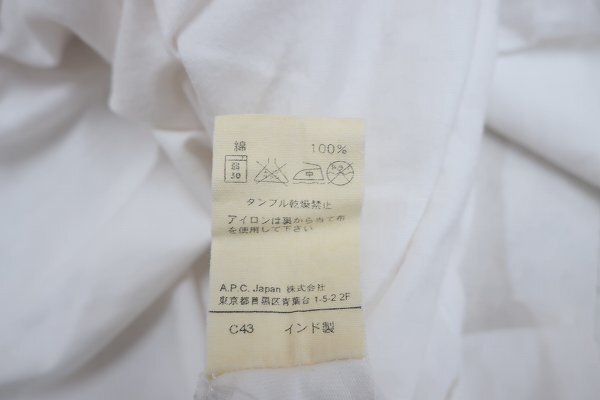 綿 100%
弱 30 中
タンブル乾燥禁止
アイロンは裏から当て布
を使用して下さい
A.P.C. Japan 株式会社
東京都目黒区青葉台 1-5-2 2F
C43 インド製